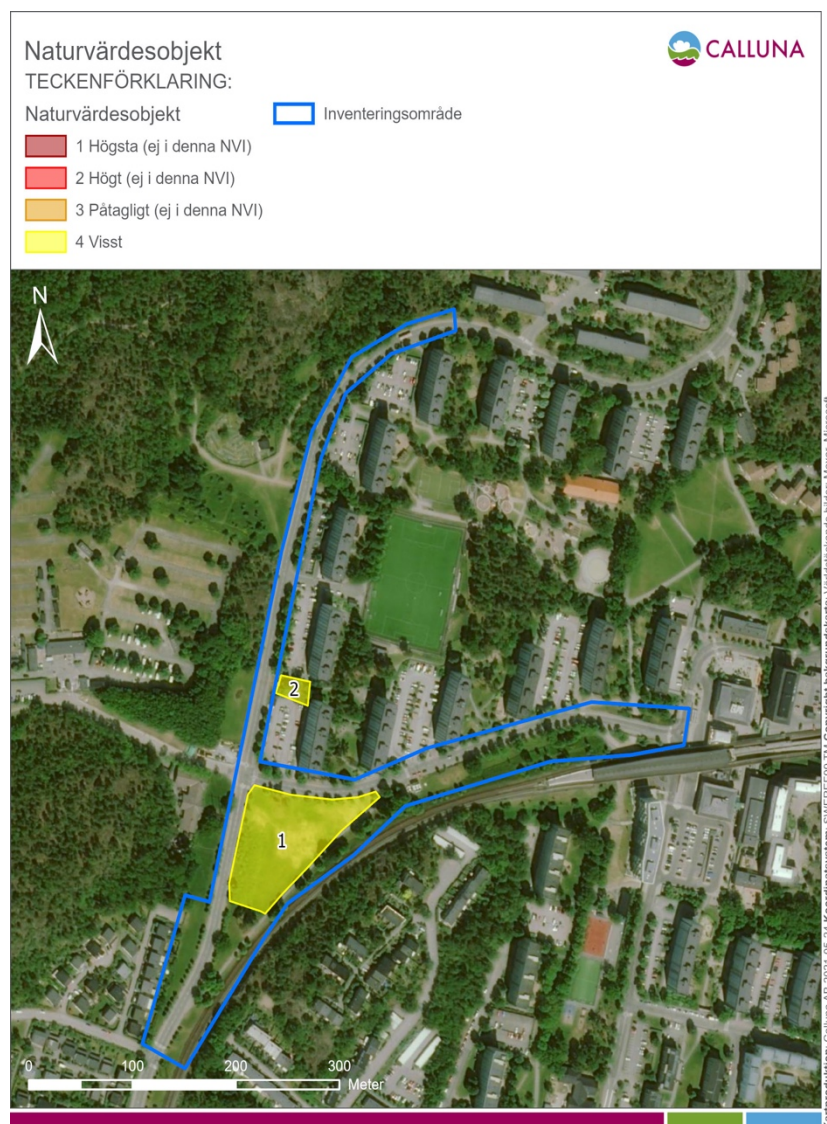 Naturvärdesobjekt
CALLUNA
TECKENFÖRKLARING:
Naturvärdesobjekt
Inventeringsområde
1 Högsta (ej i denna NVI)
2 Högt (ej i denna NVI)
3 Påtagligt (ej i denna NVI)
4 Visst
N
2
1
0 100 200 300
Meter